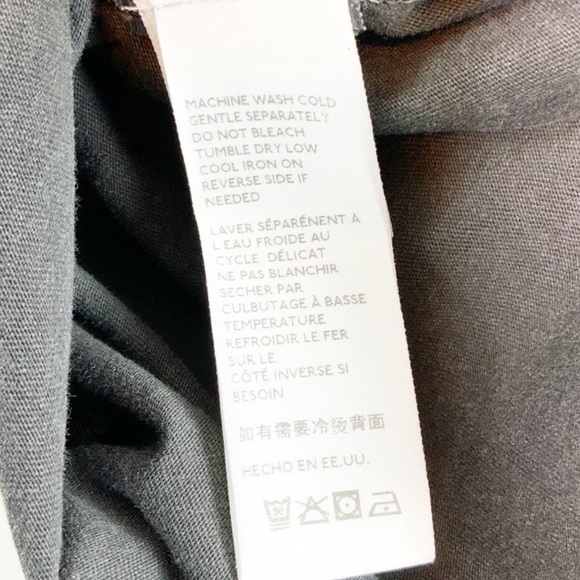 MACHINE WASH COLD
GENTLE SEPARATELY
DO NOT BLEACH
TUMBLE DRY LOW
COOL IRON ON
REVERSE SIDE IF
NEEDED
LAVER SÉPARÉNENT À
L EAU FROIDE AU
CYCLE DÉLICAT
NE PAS BLANCHIR
SECHER PAR
CULBUTAGE À BASSE
TEMPERATURE
REFROIDIR LE FER
SUR LE
CÔTÉ INVERSE SI
BESOIN
如有需要冷烫背面
HECHO EN EE.UU.